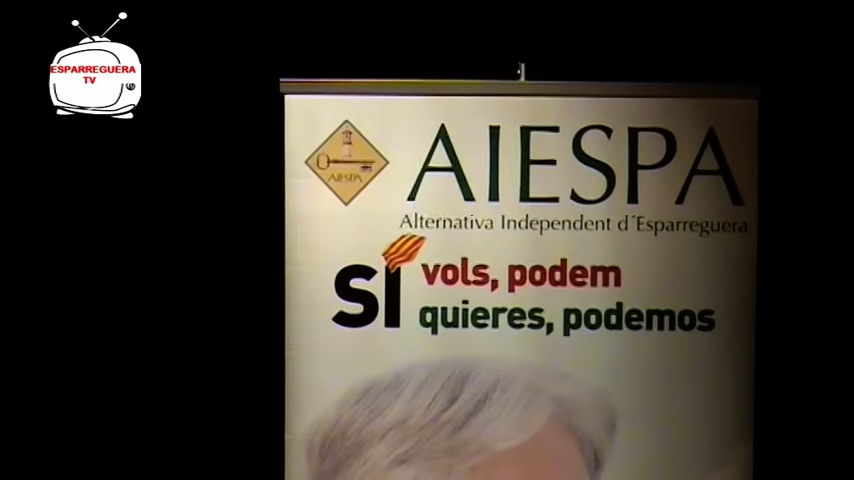 ESPARREGUERA
TV
AIESPA
AIESPA
Alternativa Independent d'Esparreguera
SÍ
vols, podem
quieres, podemos